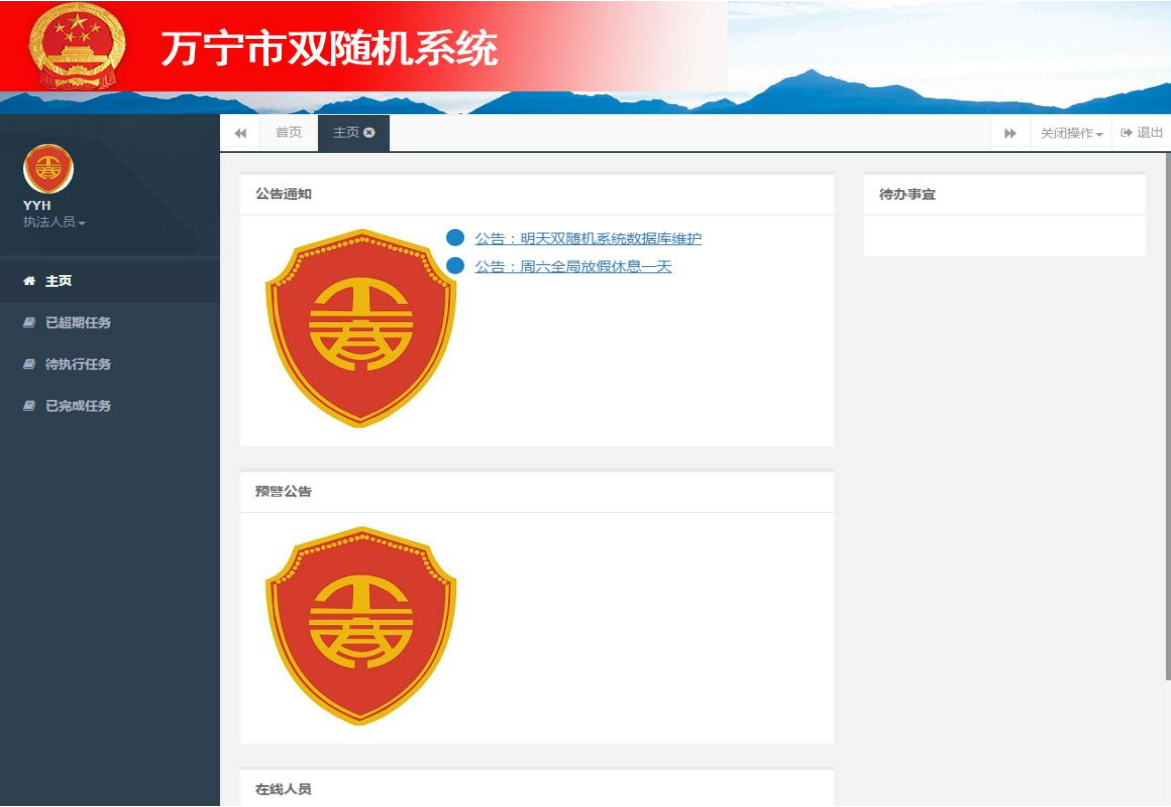 万宁市双随机系统
首页
主页
关闭操作
退出
YYH
执法人员
主页
已超期任务
待执行任务
已完成任务
公告通知
公告：明天双随机系统数据库维护
公告：周六全局放假休息一天
待办事宜
预警公告
在线人员